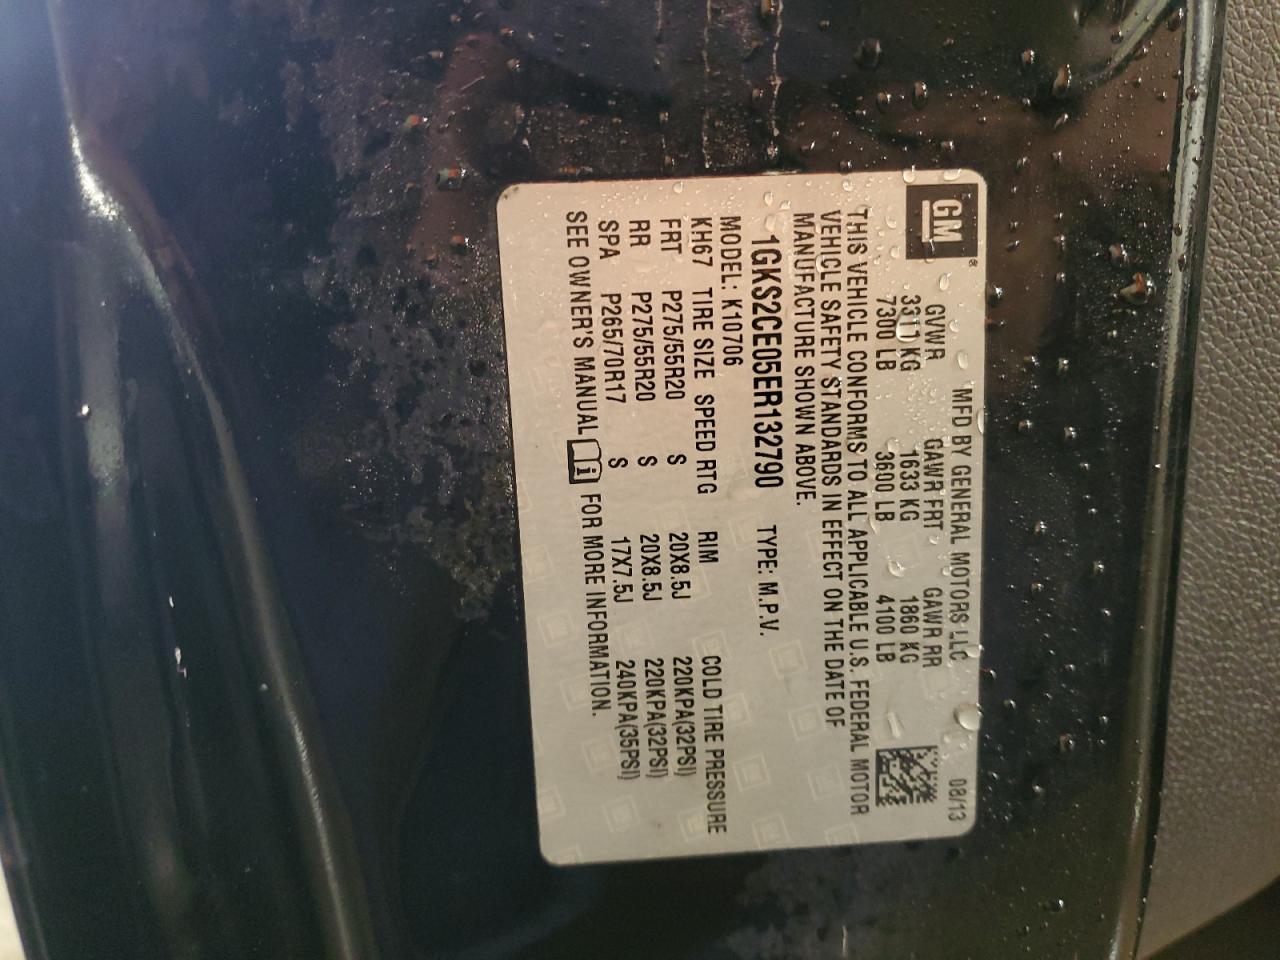 GM®
MFD BY GENERAL MOTORS LLC 08/13
GVWR GAWR FRT GAWR RR
3311 KG 1633 KG 1860 KG
7300 LB 3600 LB 4100 LB
THIS VEHICLE CONFORMS TO ALL APPLICABLE U.S. FEDERAL MOTOR
VEHICLE SAFETY STANDARDS IN EFFECT ON THE DATE OF
MANUFACTURE SHOWN ABOVE.
1GKS2CE05ER132790 TYPE: M.P.V.
MODEL: K10706
KH67 TIRE SIZE SPEED RTG RIM COLD TIRE PRESSURE
FRT P275/55R20 S 20X8.5J 220KPA(32PSI)
RR P275/55R20 S 20X8.5J 220KPA(32PSI)
SPA P265/70R17 S 17X7.5J 240KPA(35PSI)
SEE OWNER'S MANUAL i FOR MORE INFORMATION.